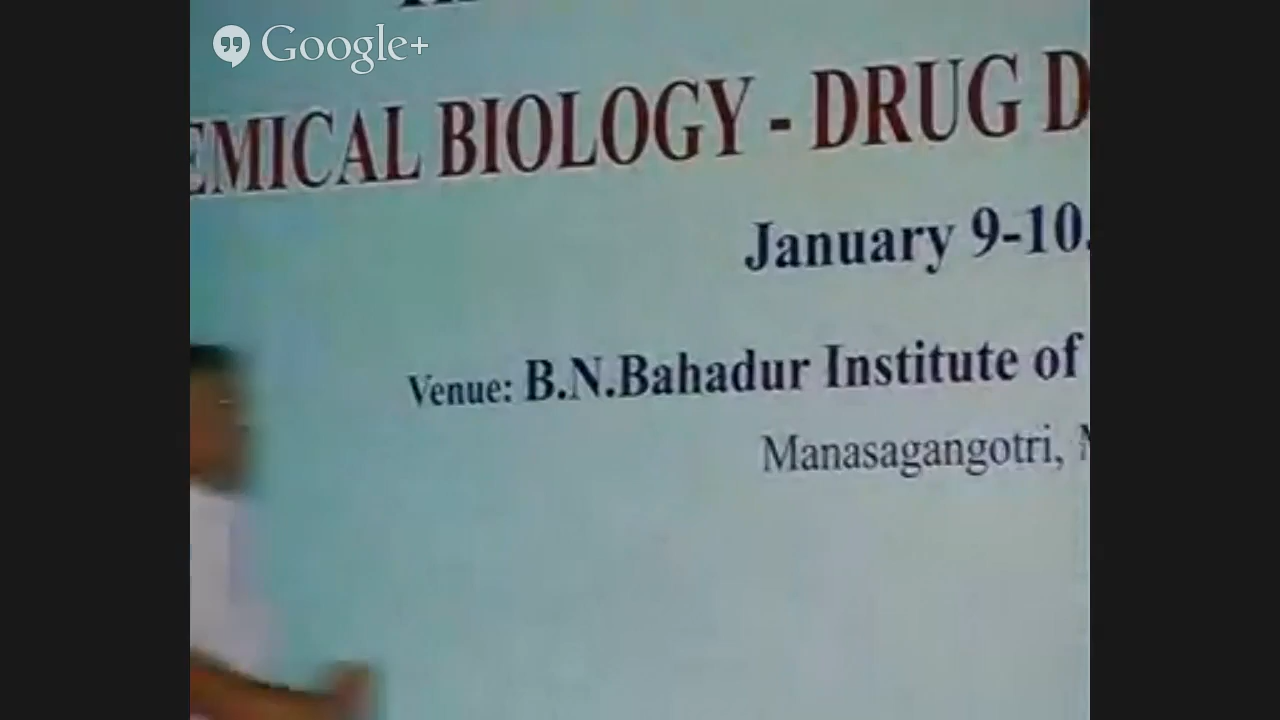 Google+
EMICAL BIOLOGY - DRUG D
January 9-10
Venue: B.N.Bahadur Institute of
Manasagangotri,